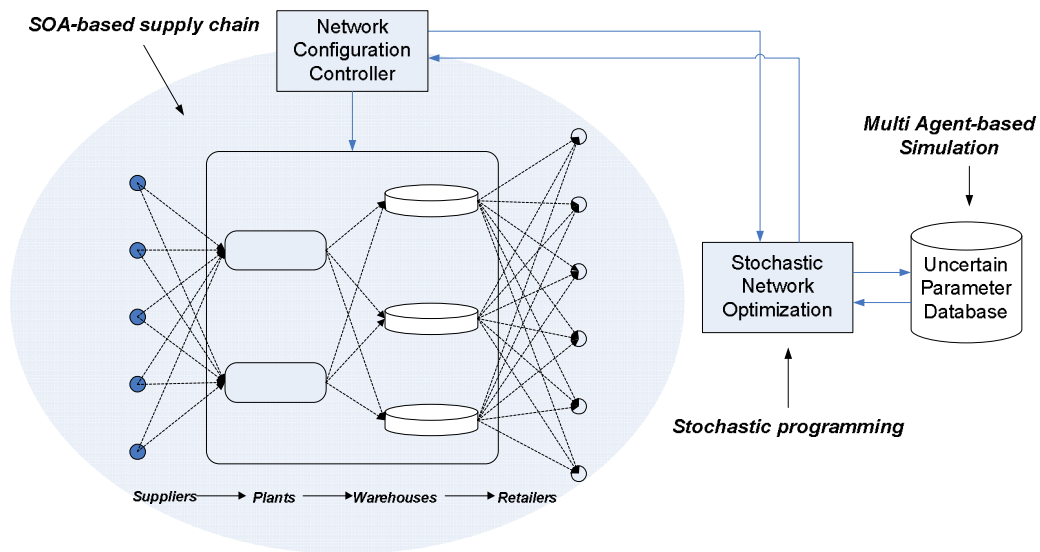 SOA-based supply chain
Network
Configuration
Controller
Multi Agent-based
Simulation
Stochastic
Network
Optimization
Uncertain
Parameter
Database
Stochastic programming
Suppliers
Plants
Warehouses
Retailers